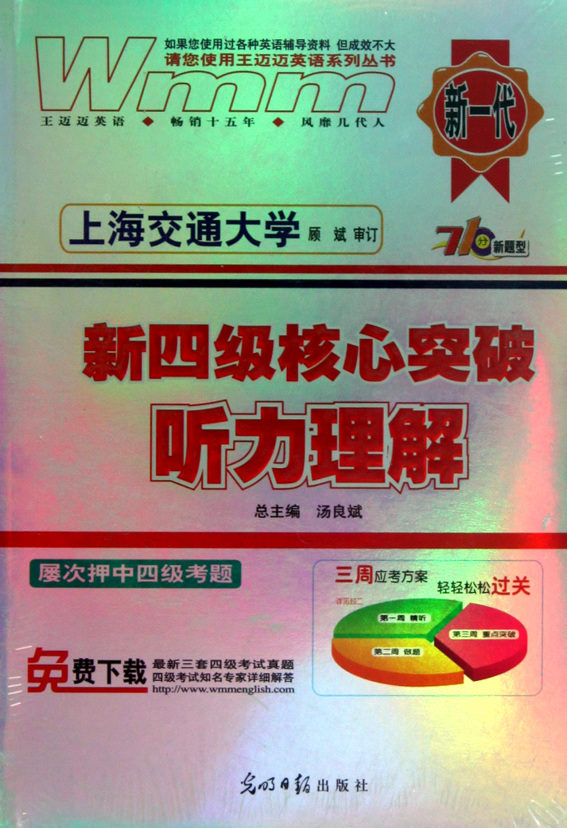 如果您使用过各种英语辅导资料 但成效不大
请您使用王迈迈英语系列丛书
Wmm
王迈迈英语 ◆ 畅销十五年 ◆ 风靡几代人
新一代
上海交通大学 顾斌 审订
710分新题型
新四级核心突破
听力理解
总主编 汤良斌
屡次押中四级考题
三周应考方案
轻轻松松过关
第一周 精听
第二周 做题
第三周 重点突破
免费下载
最新三套四级考试真题
四级考试知名专家详细解答
http://www.wmmenglish.com
光明日报出版社